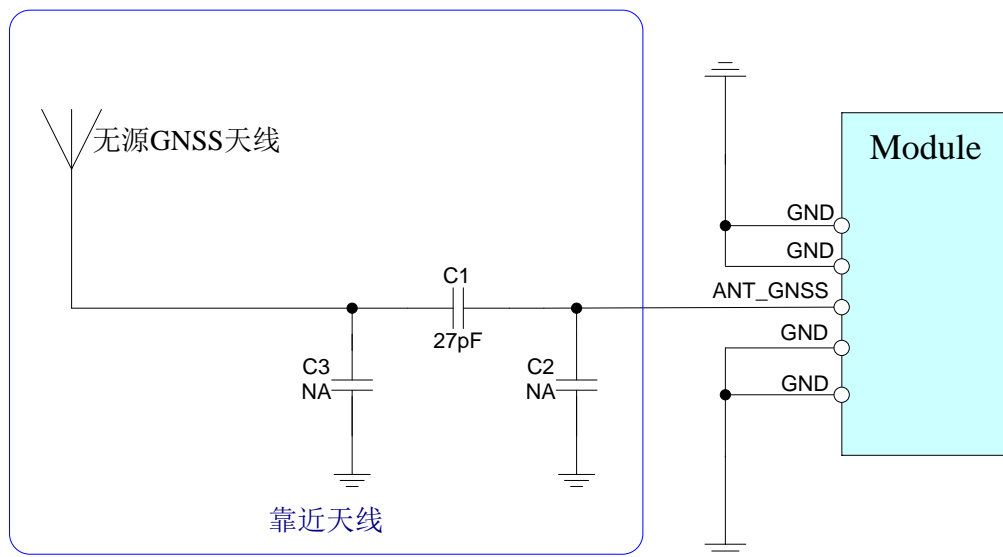 无源GNSS天线
Module
GND
GND
C1
ANT_GNSS
27pF
GND
C3
NA
C2
NA
GND
靠近天线